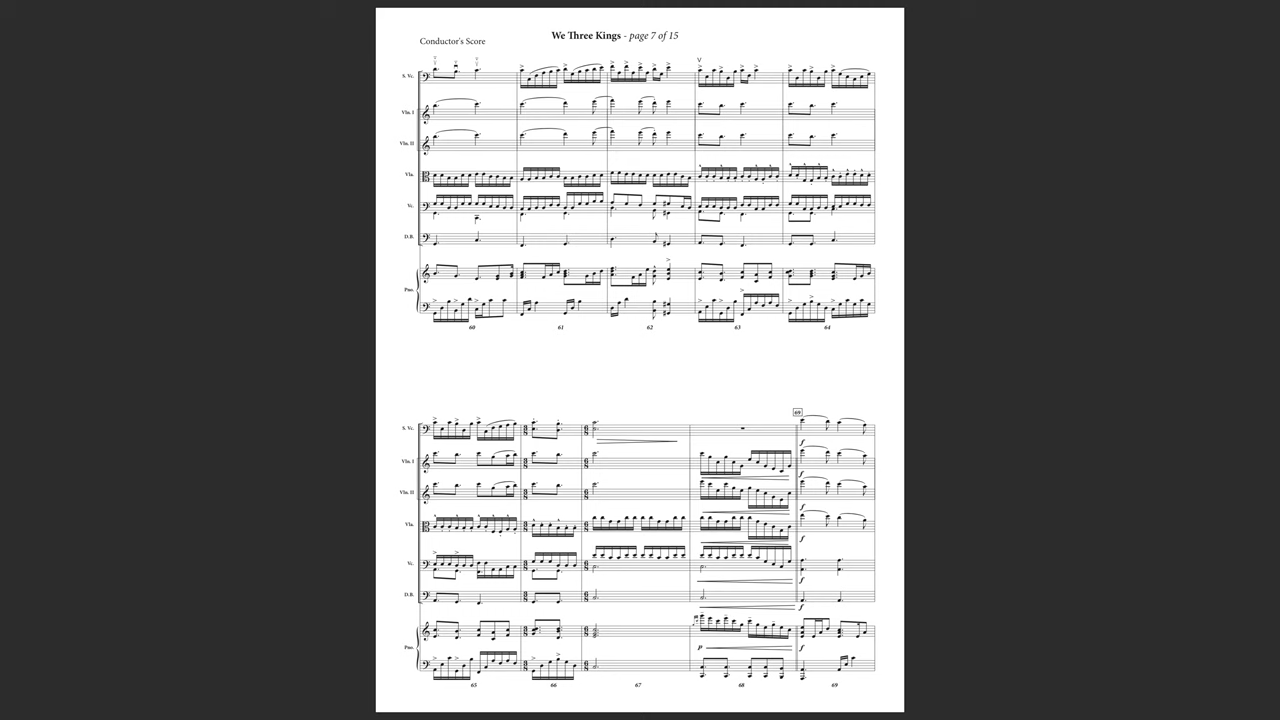 We Three Kings - page 7 of 15
Conductor's Score
S. Vc.
Vln. I
Vln. II
Vla.
Vc.
D.B.
Pno.
60 61 62 63 64
69
S. Vc.
Vln. I
Vln. II
Vla.
Vc.
D.B.
Pno.
p
f
f
f
f
f
f
f
65 66 67 68 69